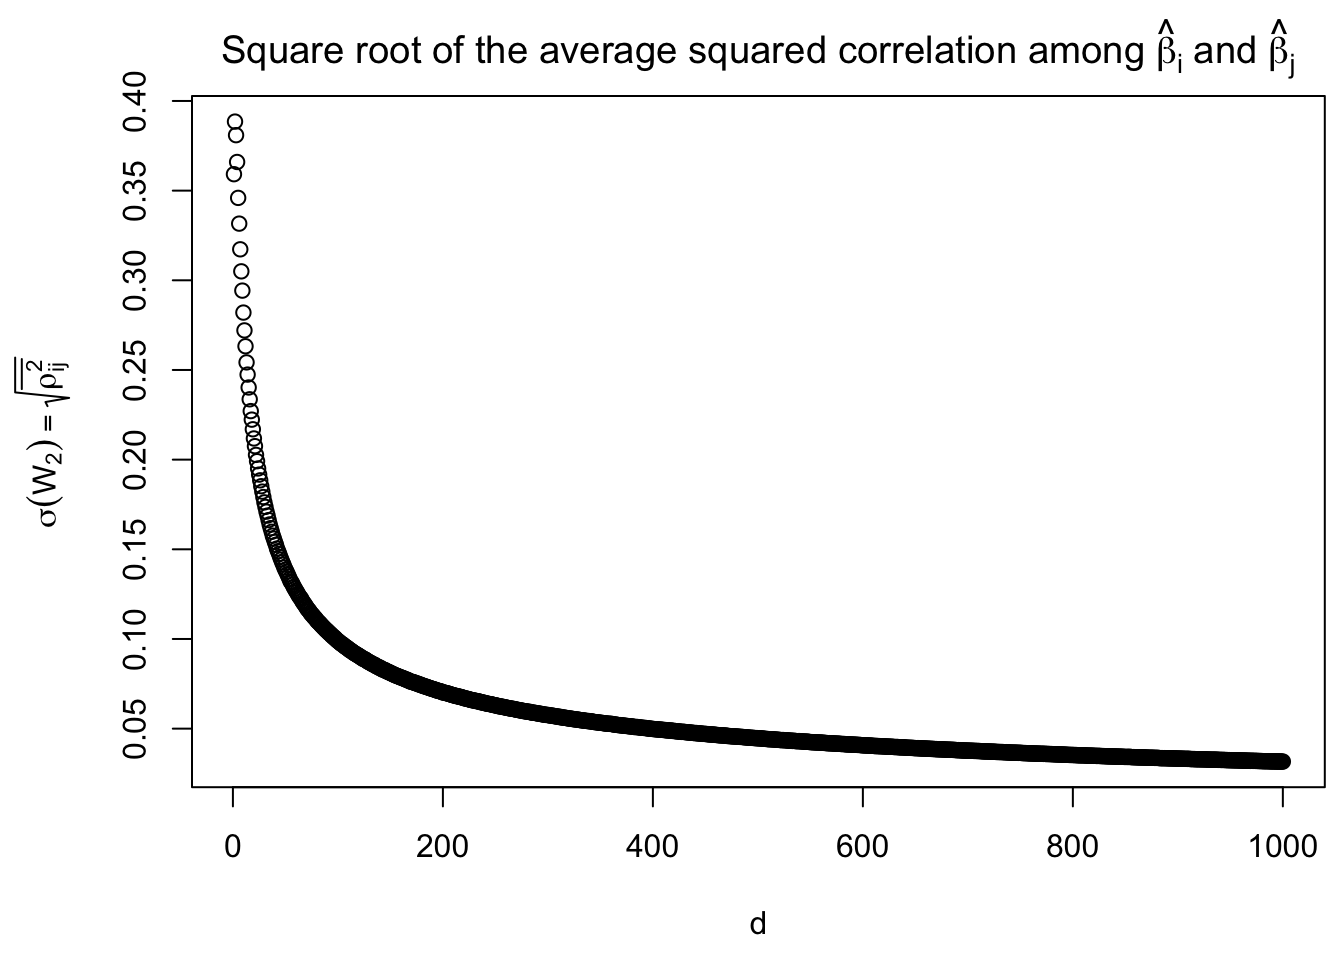 Square root of the average squared correlation among β̂ᵢ and β̂ⱼ
σ(W₂) = √(ρ̅ᵢⱼ²)
0.40
0.35
0.30
0.25
0.20
0.15
0.10
0.05
0 200 400 600 800 1000
d